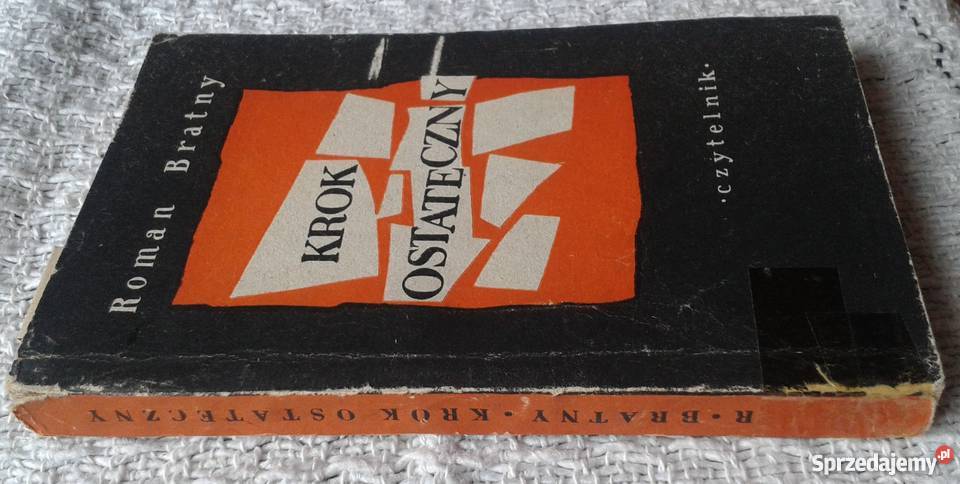 Roman Bratny
KROK
OSTATECZNY
·czytelnik·
R·BRATNY·KROK OSTATECZNY
Sprzedajemy.pl